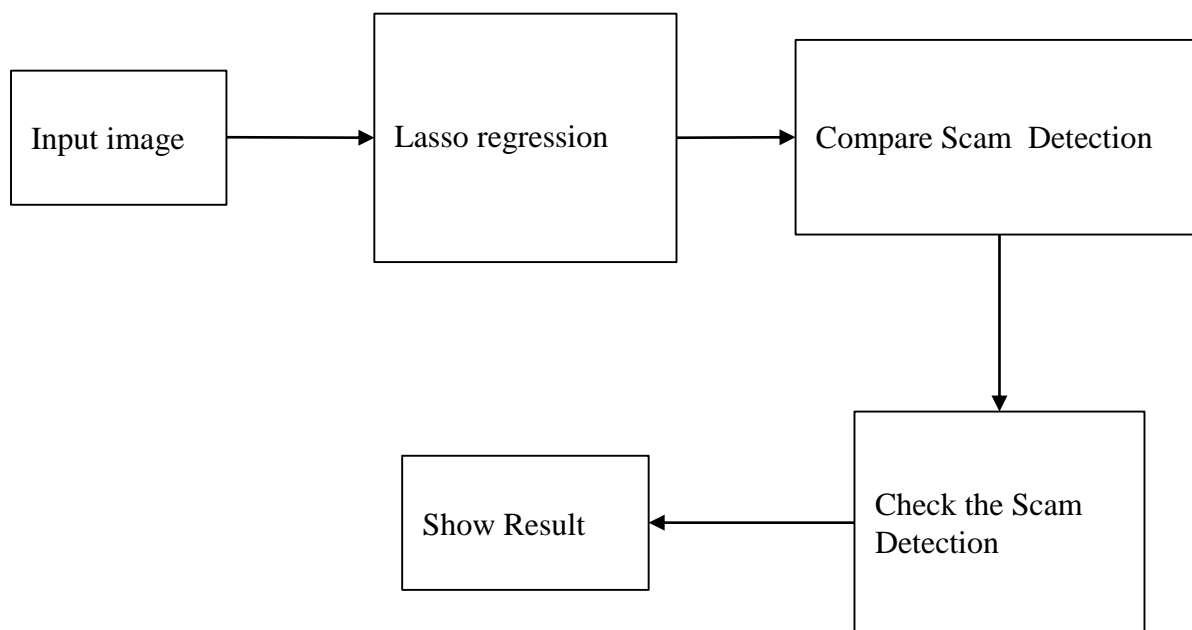 Input image
Lasso regression
Compare Scam  Detection
Check the Scam
Detection
Show Result